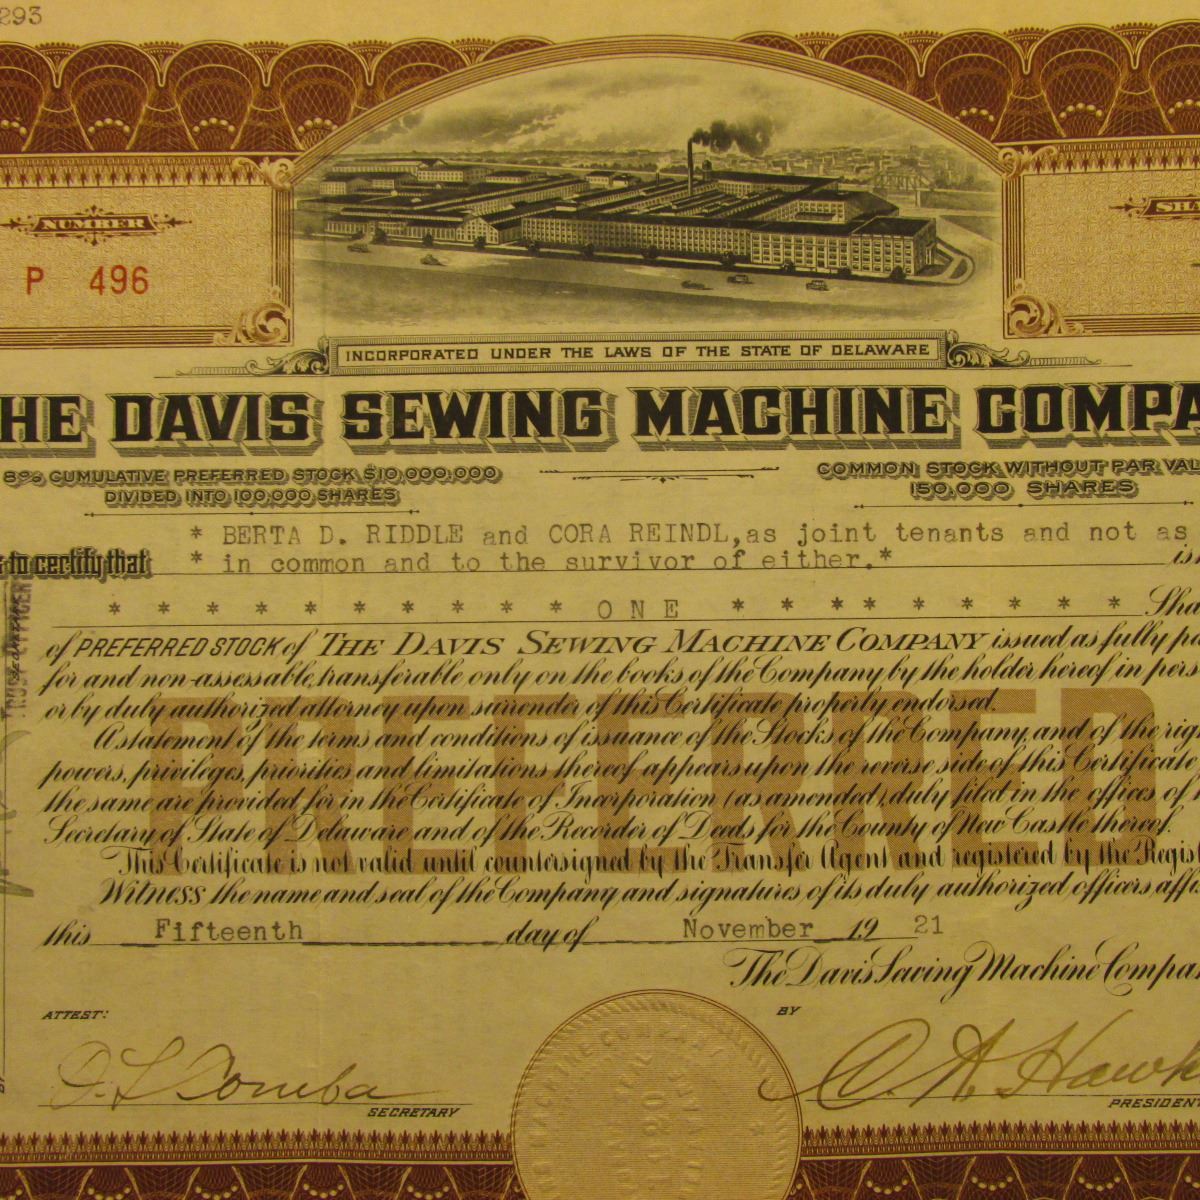 293
NUMBER
P 496
INCORPORATED UNDER THE LAWS OF THE STATE OF DELAWARE
HE DAVIS SEWING MACHINE COMPA
8% CUMULATIVE PREFERRED STOCK $10,000,000
DIVIDED INTO 100,000 SHARES
COMMON STOCK WITHOUT PAR VAL
150,000 SHARES
* BERTA D. RIDDLE and CORA REINDL, as joint tenants and not as
to certify that * in common and to the survivor of either.* is
* * * * * * * * * * ONE * * * * * * * * * Sha
of PREFERRED STOCK of THE DAVIS SEWING MACHINE COMPANY issued as fully pa
for and non-assessable, transferable only on the books of the Company by the holder hereof in pers
or by duly authorized attorney upon surrender of this Certificate properly endorsed.
PREFERRED
A statement of the terms and conditions of issuance of the Stocks of the Company, and of the righ
powers, privileges, priorities and limitations thereof appears upon the reverse side of this Certificate,
the same are provided for in the Certificate of Incorporation (as amended) duly filed in the offices of
Secretary of State of Delaware and of the Recorder of Deeds for the County of New Castle thereof.
This Certificate is not valid until countersigned by the Transfer Agent and registered by the Regis
Witness the name and seal of the Company and signatures of its duly authorized officers affi
this Fifteenth day of November 19 21
The Davis Sewing Machine Compa
ATTEST:
BY
SECRETARY
A. H. Hawk
PRESIDENT
TRUST OFFICER